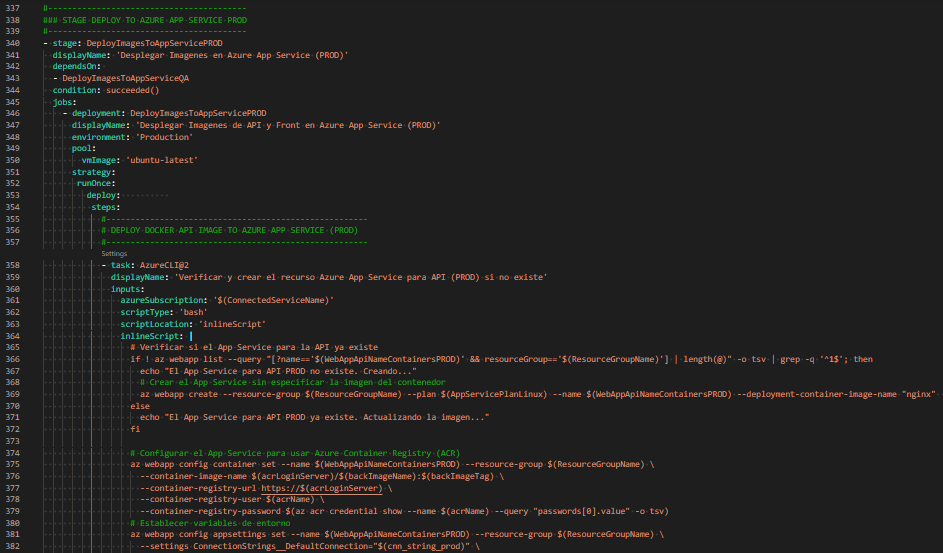 337 #-----------------------------------------
338 ### STAGE DEPLOY TO AZURE APP SERVICE PROD
339 #-----------------------------------------
340 - stage: DeployImagesToAppServicePROD
341 displayName: 'Desplegar Imagenes en Azure App Service (PROD)'
342 dependsOn:
343 - DeployImagesToAppServiceQA
344 condition: succeeded()
345 jobs:
346 - deployment: DeployImagesToAppServicePROD
347 displayName: 'Desplegar Imagenes de API y Front en Azure App Service (PROD)'
348 environment: 'Production'
349 pool:
350 vmImage: 'ubuntu-latest'
351 strategy:
352 runOnce:
353 deploy:
354 steps:
355 #------------------------------------------------------
356 # DEPLOY DOCKER API IMAGE TO AZURE APP SERVICE (PROD)
357 #------------------------------------------------------
Settings
358 - task: AzureCLI@2
359 displayName: 'Verificar y crear el recurso Azure App Service para API (PROD) si no existe'
360 inputs:
361 azureSubscription: '$(ConnectedServiceName)'
362 scriptType: 'bash'
363 scriptLocation: 'inlineScript'
364 inlineScript: |
365 # Verificar si el App Service para la API ya existe
366 if ! az webapp list --query "[?name=='$(WebAppApiNameContainersPROD)' && resourceGroup=='$(ResourceGroupName)'] | length(@)" -o tsv | grep -q '^1$'; then
367 echo "El App Service para API PROD no existe. Creando..."
368 # Crear el App Service sin especificar la imagen del contenedor
369 az webapp create --resource-group $(ResourceGroupName) --plan $(AppServicePlanLinux) --name $(WebAppApiNameContainersPROD) --deployment-container-image-name "nginx"
370 else
371 echo "El App Service para API PROD ya existe. Actualizando la imagen..."
372 fi
373
374 # Configurar el App Service para usar Azure Container Registry (ACR)
375 az webapp config container set --name $(WebAppApiNameContainersPROD) --resource-group $(ResourceGroupName) \
376 --container-image-name $(acrLoginServer)/$(backImageName):$(backImageTag) \
377 --container-registry-url https://$(acrLoginServer) \
378 --container-registry-user $(acrName) \
379 --container-registry-password $(az acr credential show --name $(acrName) --query "passwords[0].value" -o tsv)
380 # Establecer variables de entorno
381 az webapp config appsettings set --name $(WebAppApiNameContainersPROD) --resource-group $(ResourceGroupName) \
382 --settings ConnectionStrings__DefaultConnection="$(cnn_string_prod)" \